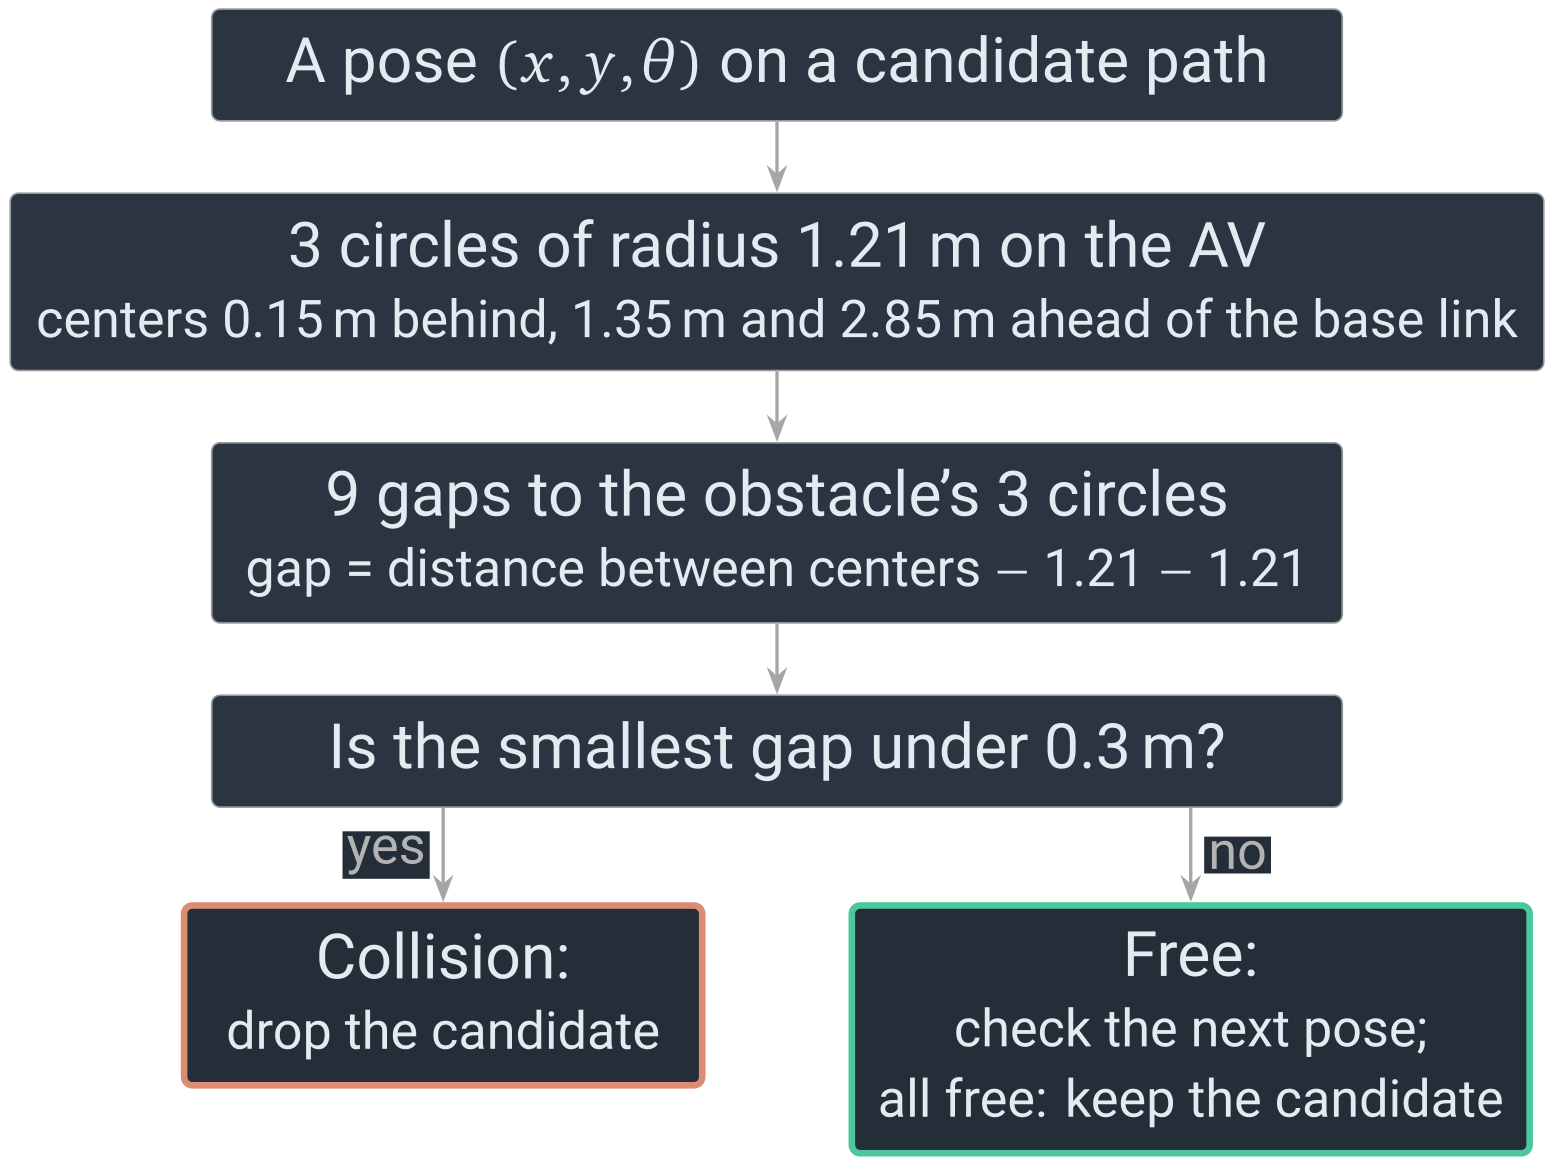 A pose (x, y, θ) on a candidate path
3 circles of radius 1.21 m on the AV
centers 0.15 m behind, 1.35 m and 2.85 m ahead of the base link
9 gaps to the obstacle’s 3 circles
gap = distance between centers − 1.21 − 1.21
Is the smallest gap under 0.3 m?
yes
no
Collision:
drop the candidate
Free:
check the next pose;
all free: keep the candidate